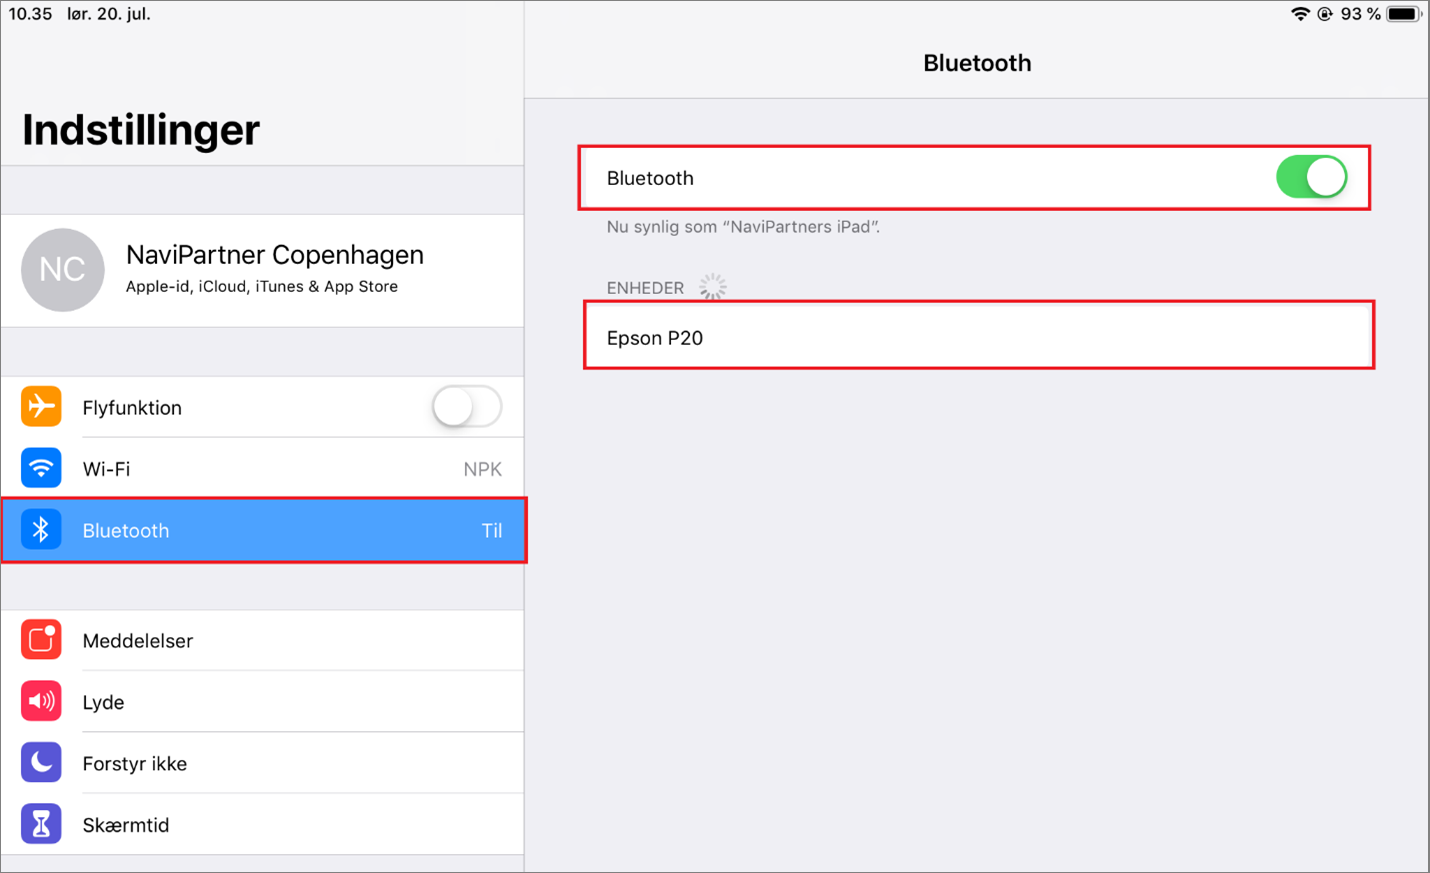 10.35 lør. 20. jul.
93 %
Indstillinger
NC
NaviPartner Copenhagen
Apple-id, iCloud, iTunes & App Store
Flyfunktion
Wi-Fi NPK
Bluetooth Til
Meddelelser
Lyde
Forstyr ikke
Skærmtid
Bluetooth
Bluetooth
Nu synlig som “NaviPartners iPad”.
ENHEDER
Epson P20